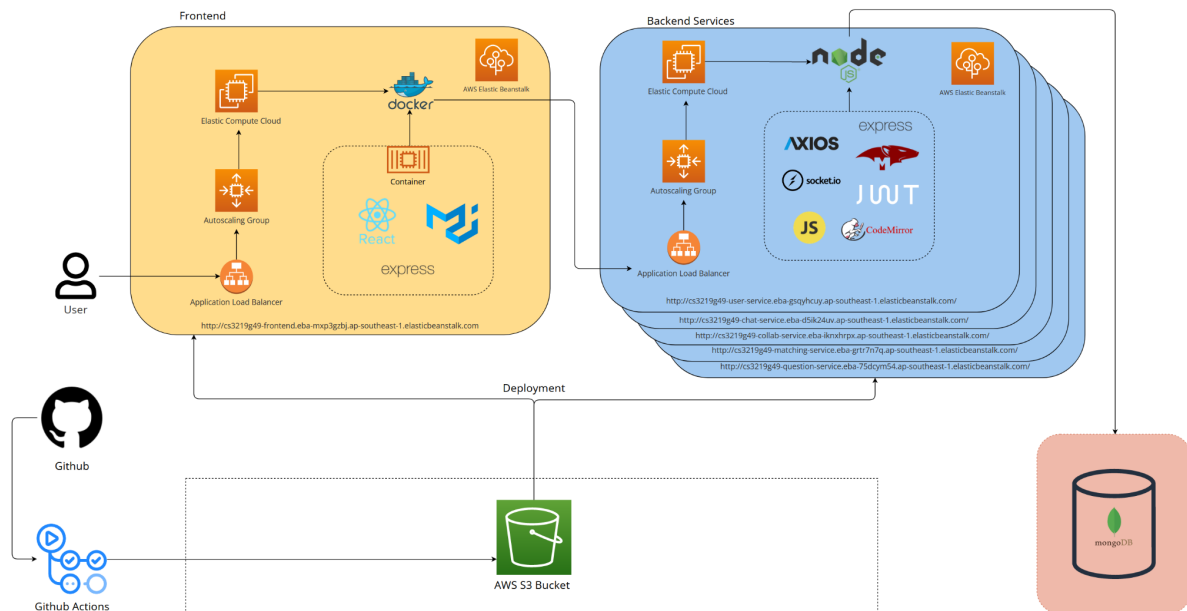 Frontend
AWS Elastic Beanstalk
Elastic Compute Cloud
docker
Container
Autoscaling Group
React
express
Application Load Balancer
http://cs3219g49-frontend.eba-mxp3gzbj.ap-southeast-1.elasticbeanstalk.com
User
Backend Services
node
JS
AWS Elastic Beanstalk
Elastic Compute Cloud
AXIOS
express
M
socket.io
JWT
JS
CodeMirror
Autoscaling Group
Application Load Balancer
http://cs3219g49-user-service.eba-gsqyhcuy.ap-southeast-1.elasticbeanstalk.com/
http://cs3219g49-chat-service.eba-d5ik24uv.ap-southeast-1.elasticbeanstalk.com/
http://cs3219g49-collab-service.eba-iknxhrpx.ap-southeast-1.elasticbeanstalk.com/
http://cs3219g49-matching-service.eba-grtr7n7q.ap-southeast-1.elasticbeanstalk.com/
http://cs3219g49-question-service.eba-75dcym54.ap-southeast-1.elasticbeanstalk.com/
Deployment
Github
Github Actions
AWS S3 Bucket
mongoDB